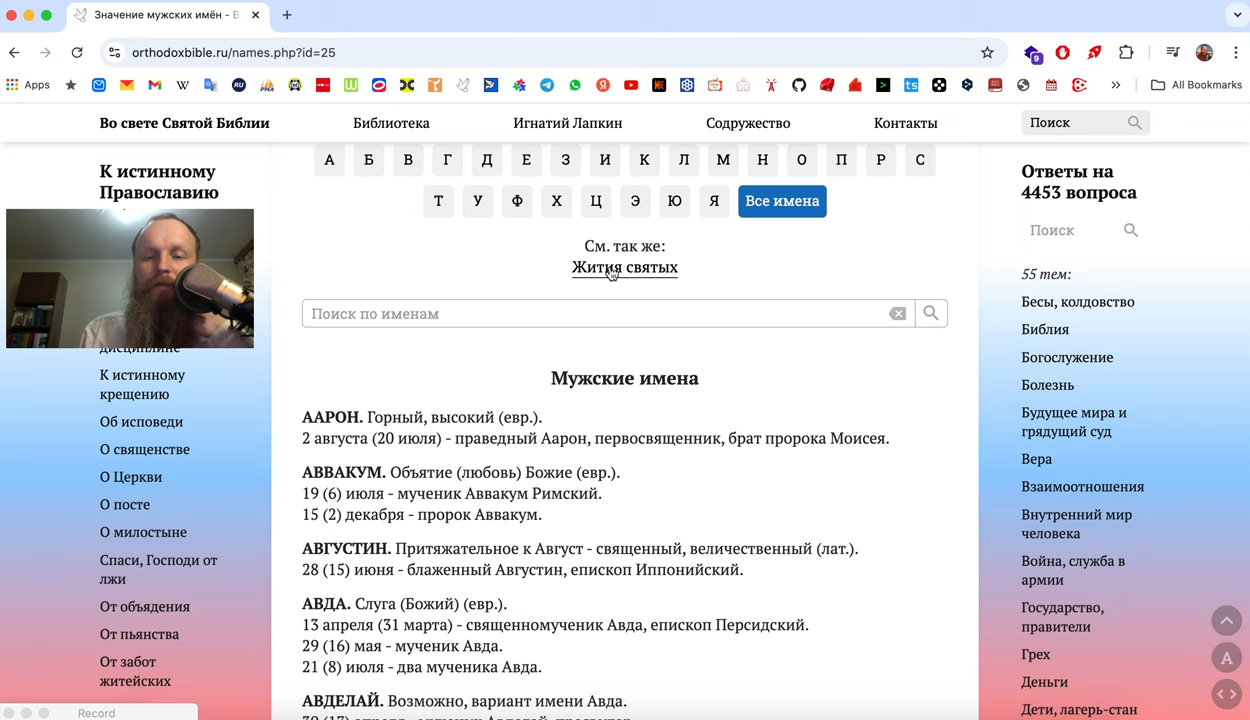 Значение мужских имён - В
orthodoxbible.ru/names.php?id=25
9
Apps
All Bookmarks
Во свете Святой Библии
Библиотека
Игнатий Лапкин
Содружество
Контакты
Поиск
К истинному
Православию
дисциплине
К истинному
крещению
Об исповеди
О священстве
О Церкви
О посте
О милостыне
Спаси, Господи от
лжи
От объядения
От пьянства
От забот
житейских
Record
А Б В Г Д Е З И К Л М Н О П Р С
Т У Ф Х Ц Э Ю Я Все имена
См. так же:
Жития святых
Поиск по именам
Мужские имена
ААРОН. Горный, высокий (евр.).
2 августа (20 июля) - праведный Аарон, первосвященник, брат пророка Моисея.
АВВАКУМ. Объятие (любовь) Божие (евр.).
19 (6) июля - мученик Аввакум Римский.
15 (2) декабря - пророк Аввакум.
АВГУСТИН. Притяжательное к Август - священный, величественный (лат.).
28 (15) июня - блаженный Августин, епископ Иппонийский.
АВДА. Слуга (Божий) (евр.).
13 апреля (31 марта) - священномученик Авда, епископ Персидский.
29 (16) мая - мученик Авда.
21 (8) июля - два мученика Авда.
АВДЕЛАЙ. Возможно, вариант имени Авда.
Ответы на
4453 вопроса
Поиск
55 тем:
Бесы, колдовство
Библия
Богослужение
Болезнь
Будущее мира и
грядущий суд
Вера
Взаимоотношения
Внутренний мир
человека
Война, служба в
армии
Государство,
правители
Грех
Деньги
Дети, лагерь-стан
A